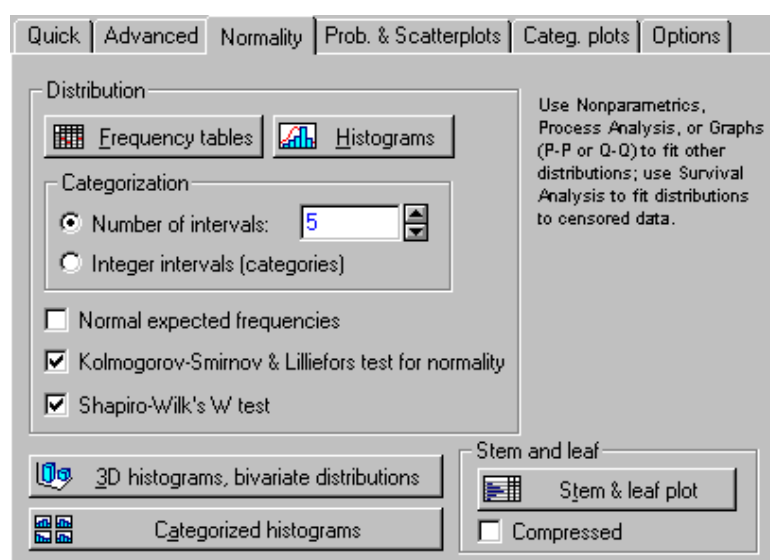 Quick Advanced Normality Prob. & Scatterplots Categ. plots Options
Distribution
Frequency tables Histograms
Categorization
Number of intervals: 5
Integer intervals (categories)
Normal expected frequencies
Kolmogorov-Smirnov & Lilliefors test for normality
Shapiro-Wilk's W test
Use Nonparametrics,
Process Analysis, or Graphs
(P-P or Q-Q) to fit other
distributions; use Survival
Analysis to fit distributions
to censored data.
3D histograms, bivariate distributions
Categorized histograms
Stem and leaf
Stem & leaf plot
Compressed